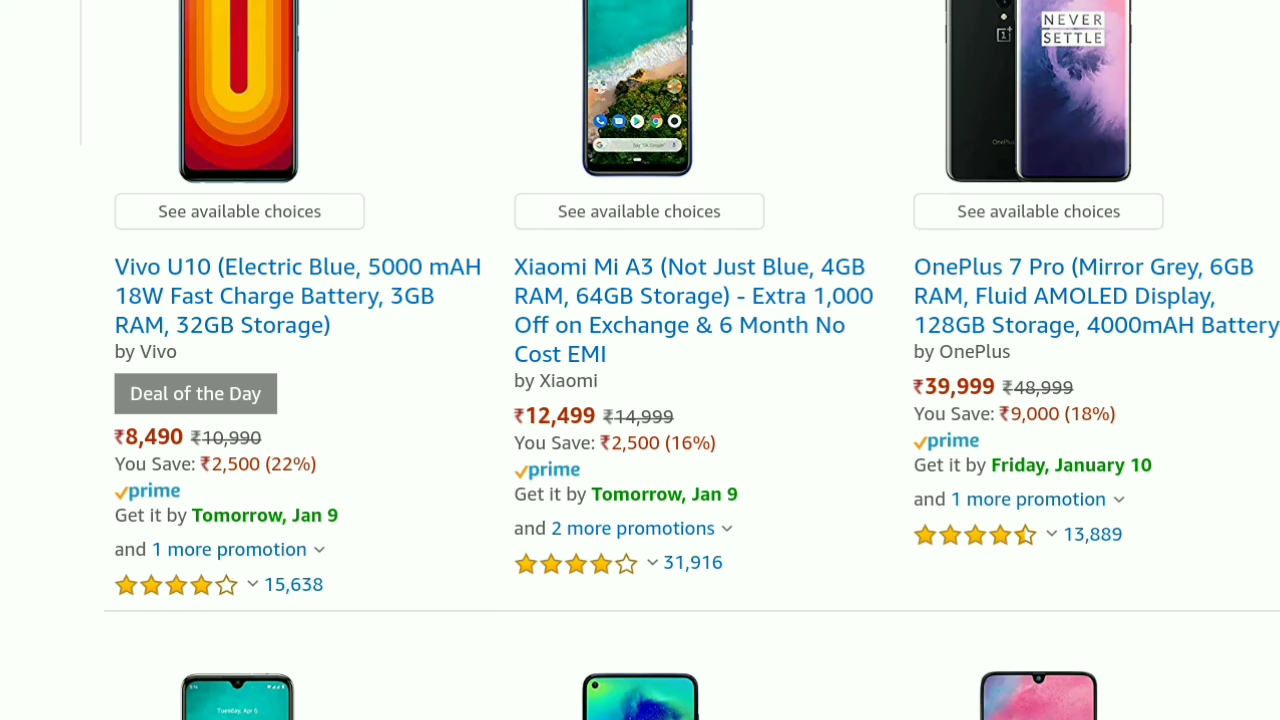 NEVER
SETTLE
OnePlus
Say "Ok Google"
See available choices
See available choices
See available choices
Vivo U10 (Electric Blue, 5000 mAH
18W Fast Charge Battery, 3GB
RAM, 32GB Storage)
by Vivo
Deal of the Day
₹8,490 ₹10,990
You Save: ₹2,500 (22%)
prime
Get it by Tomorrow, Jan 9
and 1 more promotion
15,638
Xiaomi Mi A3 (Not Just Blue, 4GB
RAM, 64GB Storage) - Extra 1,000
Off on Exchange & 6 Month No
Cost EMI
by Xiaomi
₹12,499 ₹14,999
You Save: ₹2,500 (16%)
prime
Get it by Tomorrow, Jan 9
and 2 more promotions
31,916
OnePlus 7 Pro (Mirror Grey, 6GB
RAM, Fluid AMOLED Display,
128GB Storage, 4000mAH Battery
by OnePlus
₹39,999 ₹48,999
You Save: ₹9,000 (18%)
prime
Get it by Friday, January 10
and 1 more promotion
13,889
Tuesday, Apr 6